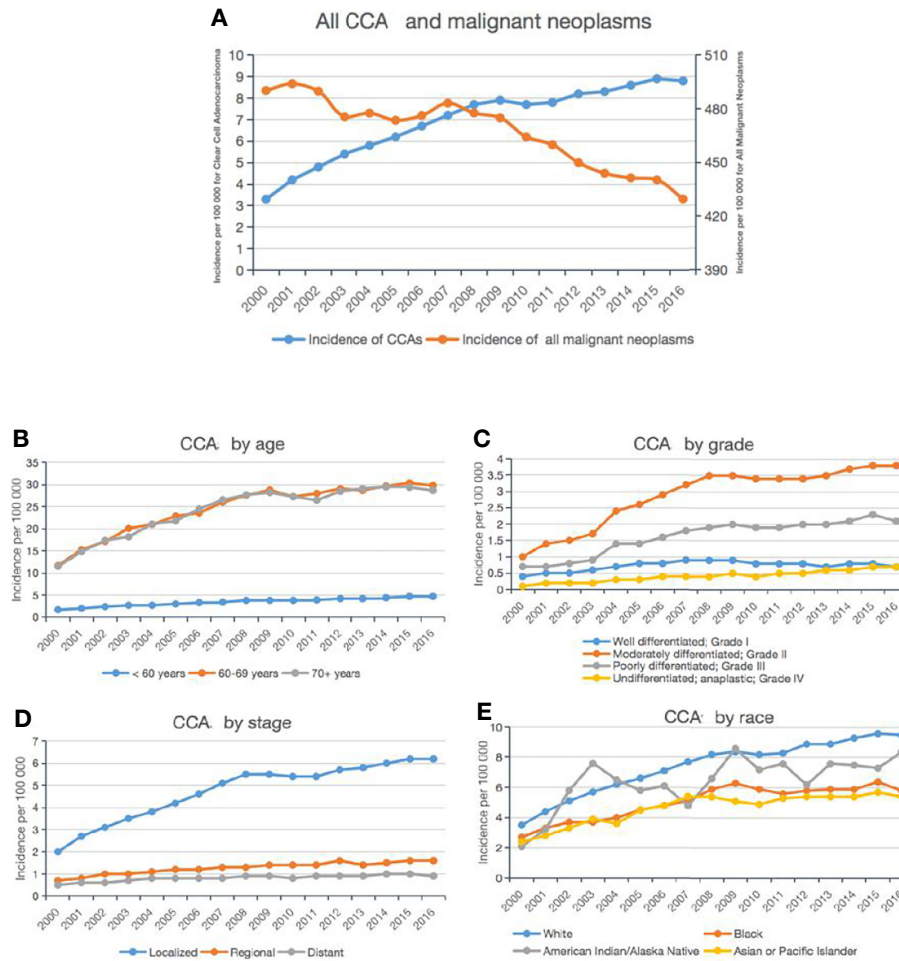 A
All CCA and malignant neoplasms
Incidence per 100 000 for Clear Cell Adenocarcinoma
10
9
8
7
6
5
4
3
2
1
0
510
480
450
420
390
Incidence per 100 000 for All Malignant Neoplasms
2000 2001 2002 2003 2004 2005 2006 2007 2008 2009 2010 2011 2012 2013 2014 2015 2016
Incidence of CCAs Incidence of all malignant neoplasms
B
CCA by age
Incidence per 100 000
35
30
25
20
15
10
5
0
2000 2001 2002 2003 2004 2005 2006 2007 2008 2009 2010 2011 2012 2013 2014 2015 2016
< 60 years 60-69 years 70+ years
C
CCA by grade
Incidence per 100 000
4
3.5
3
2.5
2
1.5
1
0.5
0
2000 2001 2002 2003 2004 2005 2006 2007 2008 2009 2010 2011 2012 2013 2014 2015 2016
Well differentiated; Grade I
Moderately differentiated; Grade II
Poorly differentiated; Grade III
Undifferentiated; anaplastic; Grade IV
D
CCA by stage
Incidence per 100 000
7
6
5
4
3
2
1
0
2000 2001 2002 2003 2004 2005 2006 2007 2008 2009 2010 2011 2012 2013 2014 2015 2016
Localized Regional Distant
E
CCA by race
Incidence per 100 000
10
8
6
4
2
0
2000 2001 2002 2003 2004 2005 2006 2007 2008 2009 2010 2011 2012 2013 2014 2015 2016
White Black
American Indian/Alaska Native Asian or Pacific Islander